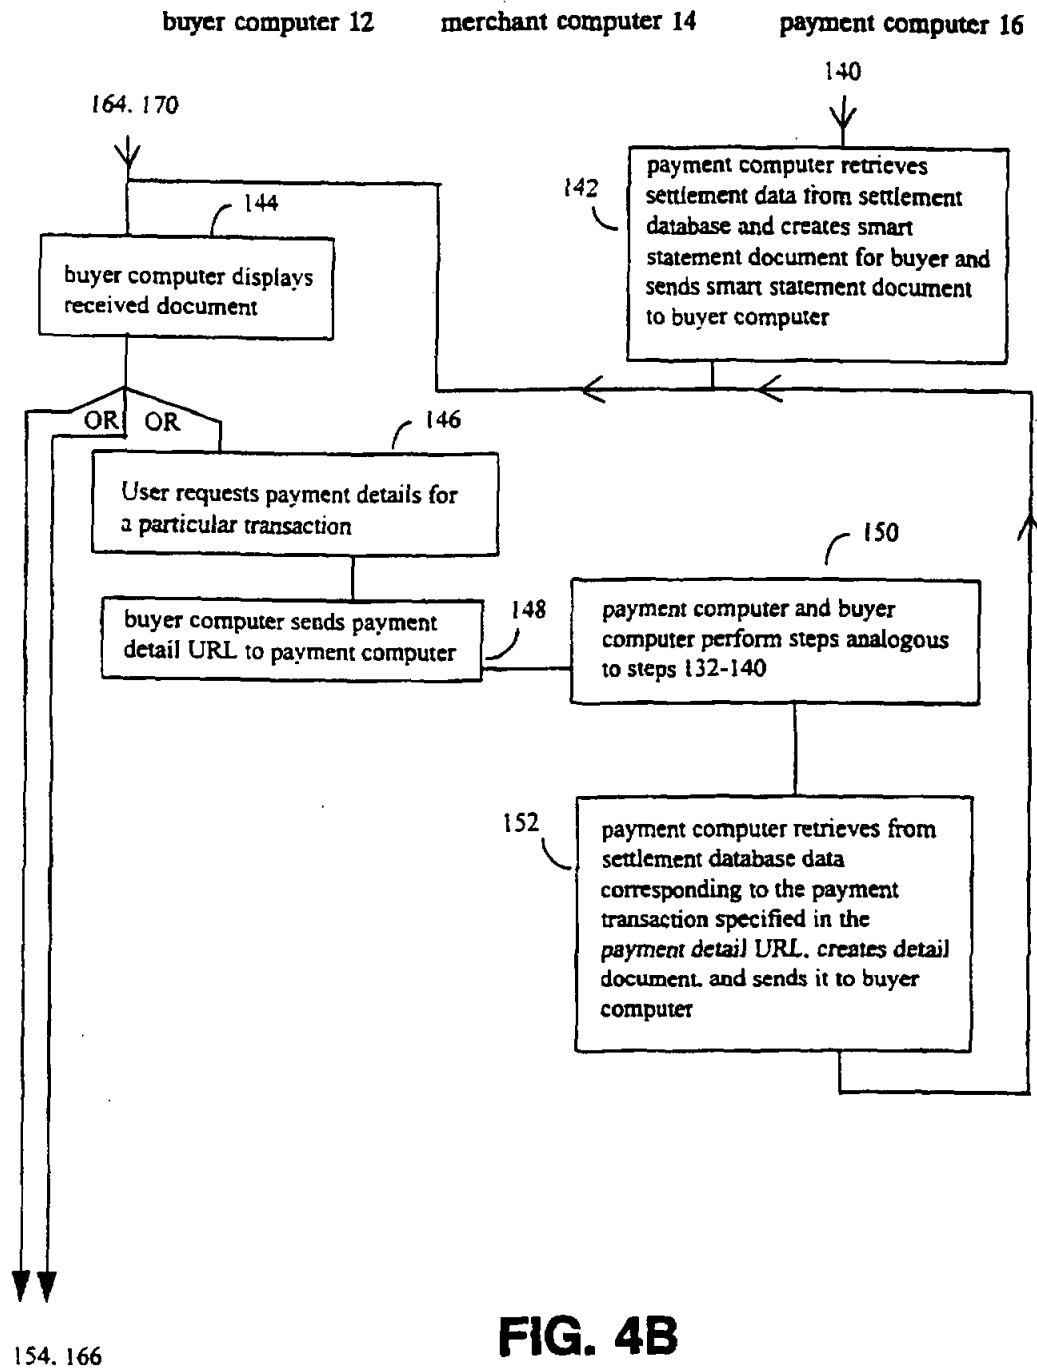 buyer computer 12 merchant computer 14 payment computer 16
140
164. 170
142
payment computer retrieves
settlement data from settlement
database and creates smart
statement document for buyer and
sends smart statement document
to buyer computer
144
buyer computer displays
received document
OR OR
146
User requests payment details for
a particular transaction
150
148
buyer computer sends payment
detail URL to payment computer
payment computer and buyer
computer perform steps analogous
to steps 132-140
152
payment computer retrieves from
settlement database data
corresponding to the payment
transaction specified in the
payment detail URL. creates detail
document. and sends it to buyer
computer
FIG. 4B
154. 166